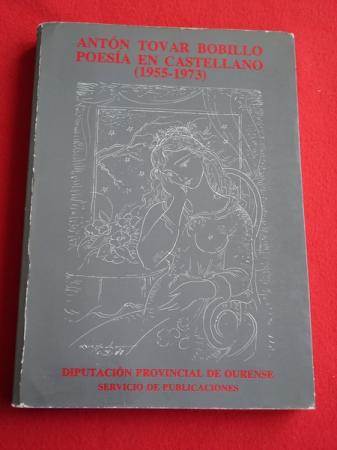 ANTÓN TOVAR BOBILLO
POESÍA EN CASTELLANO
(1955-1973)
DIPUTACIÓN PROVINCIAL DE OURENSE
SERVICIO DE PUBLICACIONES